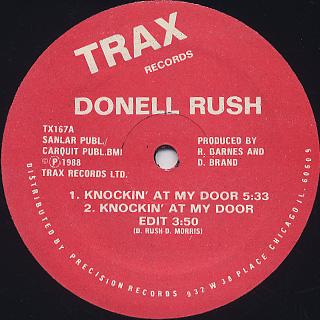 TRAX
RECORDS
DONELL RUSH
TX167A
SANLAR PUBL./
CARQUIT PUBL.BMI
©℗1988
TRAX RECORDS LTD.
PRODUCED BY
R. DARNES AND
D. BRAND
1. KNOCKIN' AT MY DOOR 5:33
2. KNOCKIN' AT MY DOOR
EDIT 3:50
(D. RUSH D. MORRIS)
DISTRIBUTED BY PRECISION RECORDS 932 W 38 PLACE CHICAGO IL 60609